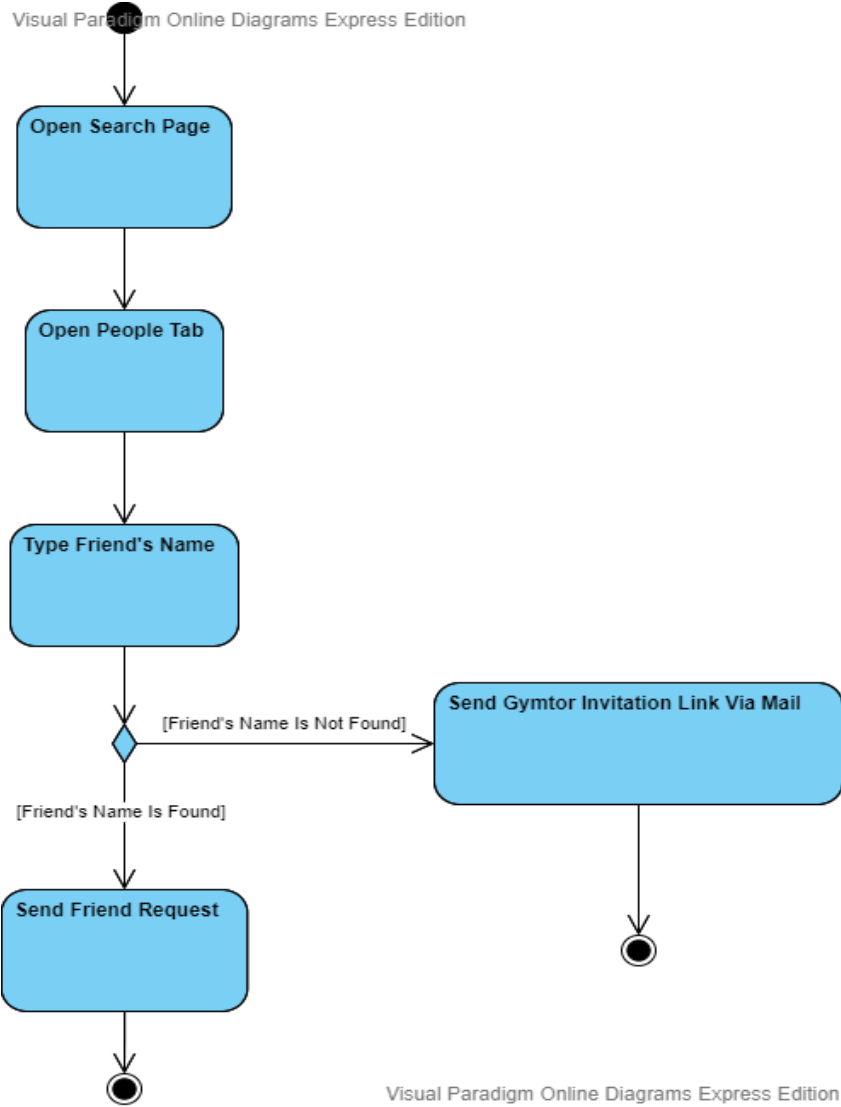 Visual Paradigm Online Diagrams Express Edition
Open Search Page
Open People Tab
Type Friend's Name
Send Gymtor Invitation Link Via Mail
[Friend's Name Is Not Found]
[Friend's Name Is Found]
Send Friend Request
Visual Paradigm Online Diagrams Express Edition